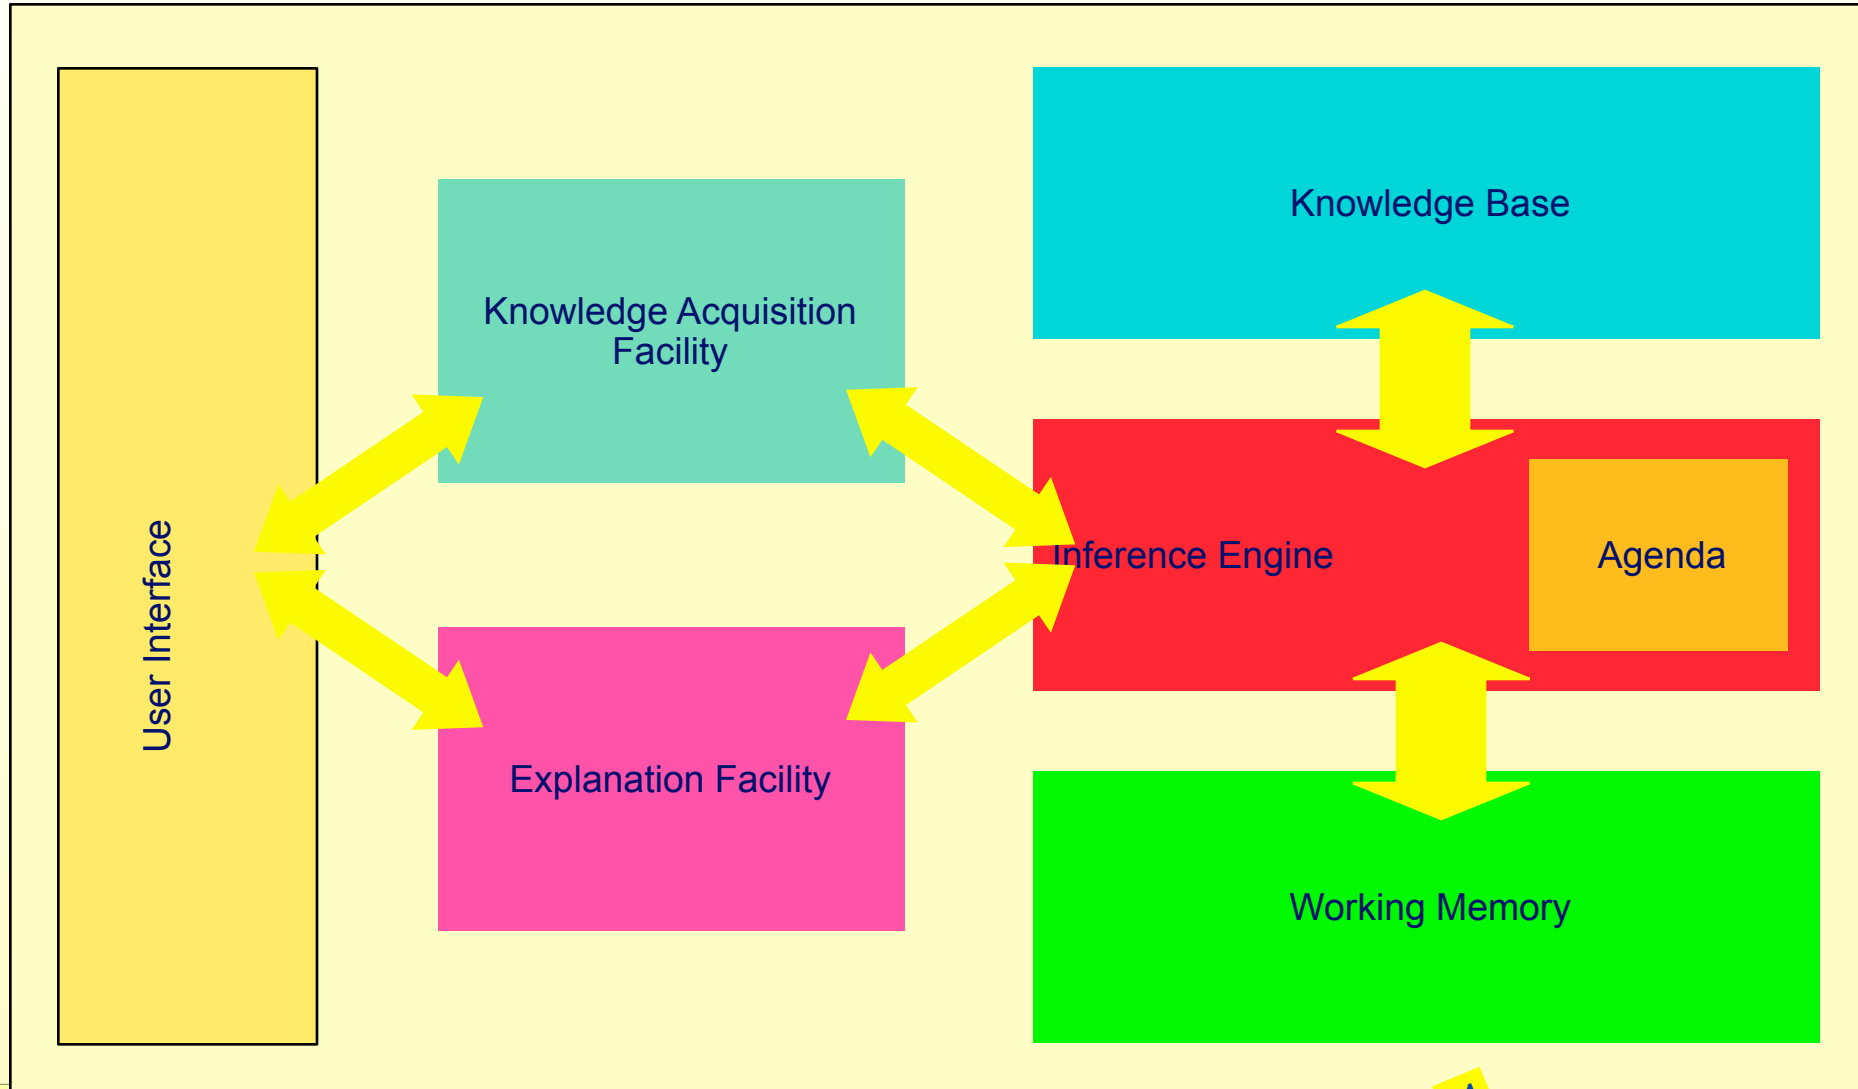 User Interface
Knowledge Acquisition
Facility
Explanation Facility
Knowledge Base
Inference Engine
Agenda
Working Memory